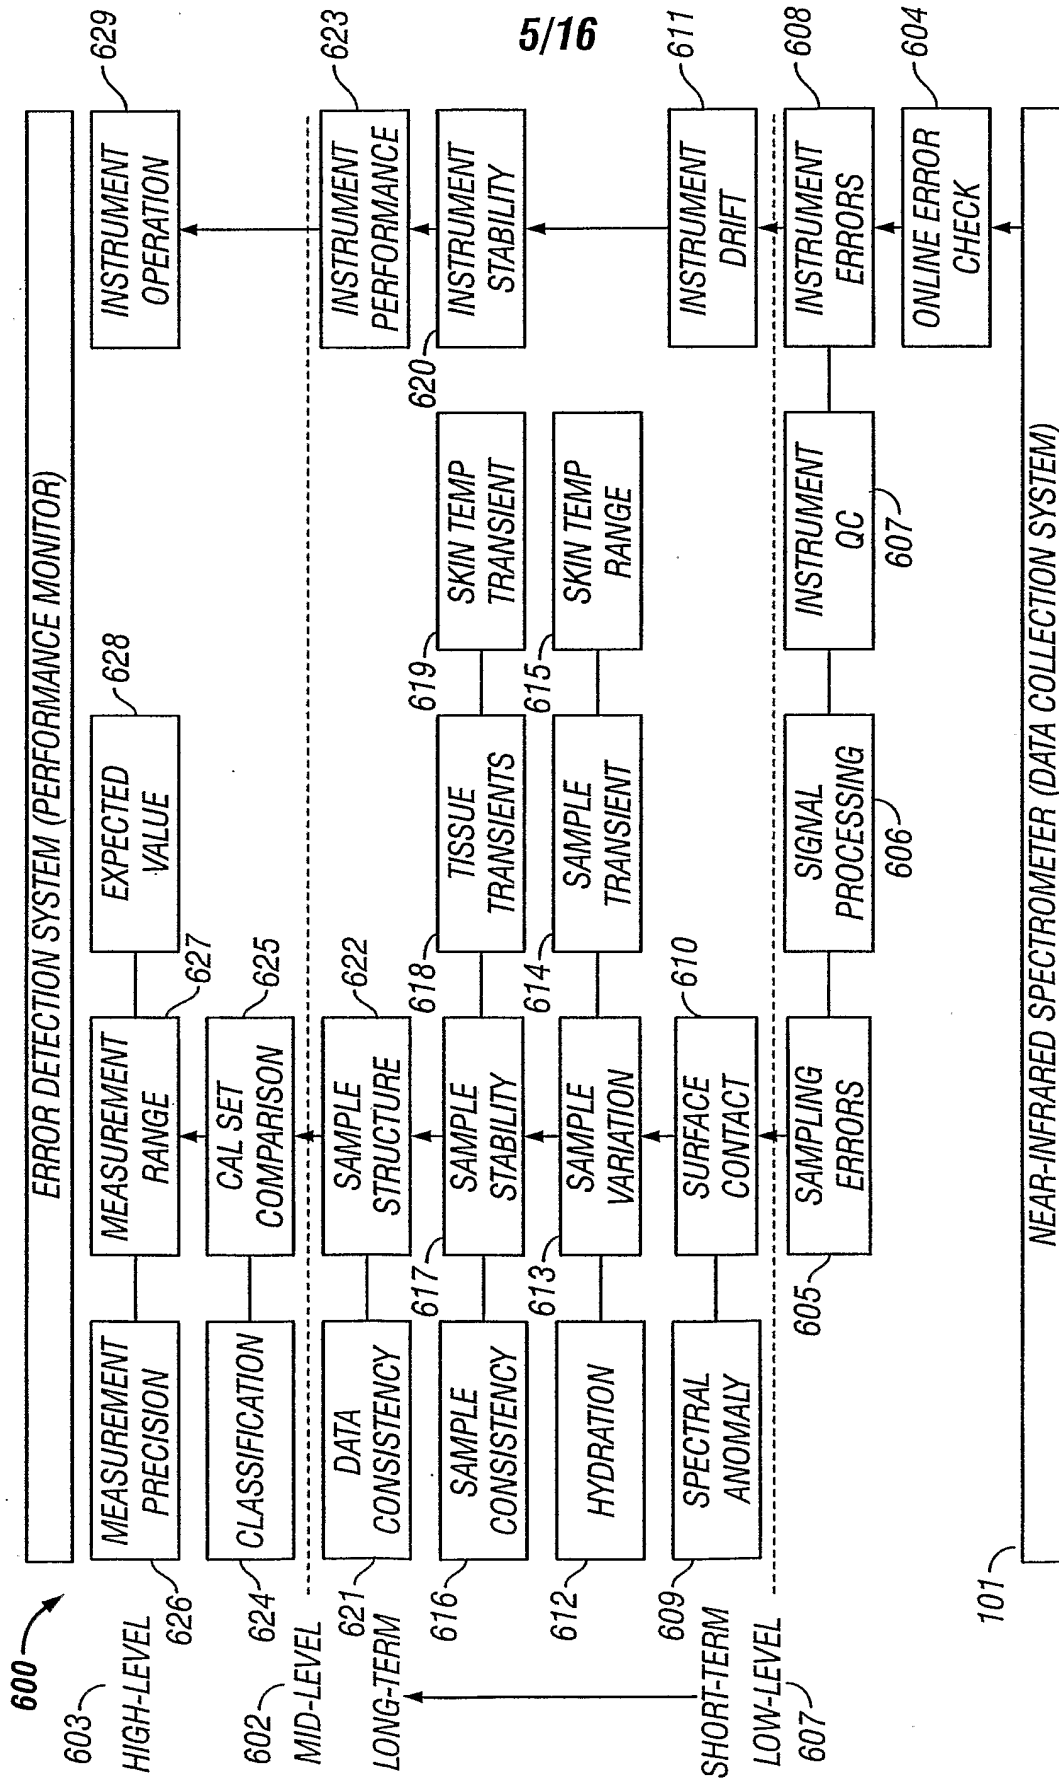 5/16
600
ERROR DETECTION SYSTEM (PERFORMANCE MONITOR)
603
HIGH-LEVEL
626
MEASUREMENT
PRECISION
MEASUREMENT
RANGE
627
EXPECTED
VALUE
628
INSTRUMENT
OPERATION
629
624
CLASSIFICATION
CAL SET
COMPARISON
625
602
MID-LEVEL
621
LONG-TERM
DATA
CONSISTENCY
SAMPLE
STRUCTURE
622
INSTRUMENT
PERFORMANCE
623
616
SAMPLE
CONSISTENCY
617
SAMPLE
STABILITY
618
TISSUE
TRANSIENTS
619
SKIN TEMP
TRANSIENT
620
INSTRUMENT
STABILITY
612
HYDRATION
613
SAMPLE
VARIATION
614
SAMPLE
TRANSIENT
615
SKIN TEMP
RANGE
609
SHORT-TERM
SPECTRAL
ANOMALY
SURFACE
CONTACT
610
INSTRUMENT
DRIFT
611
LOW-LEVEL
607
605
SAMPLING
ERRORS
SIGNAL
PROCESSING
606
INSTRUMENT
QC
607
INSTRUMENT
ERRORS
608
ONLINE ERROR
CHECK
604
101
NEAR-INFRARED SPECTROMETER (DATA COLLECTION SYSTEM)